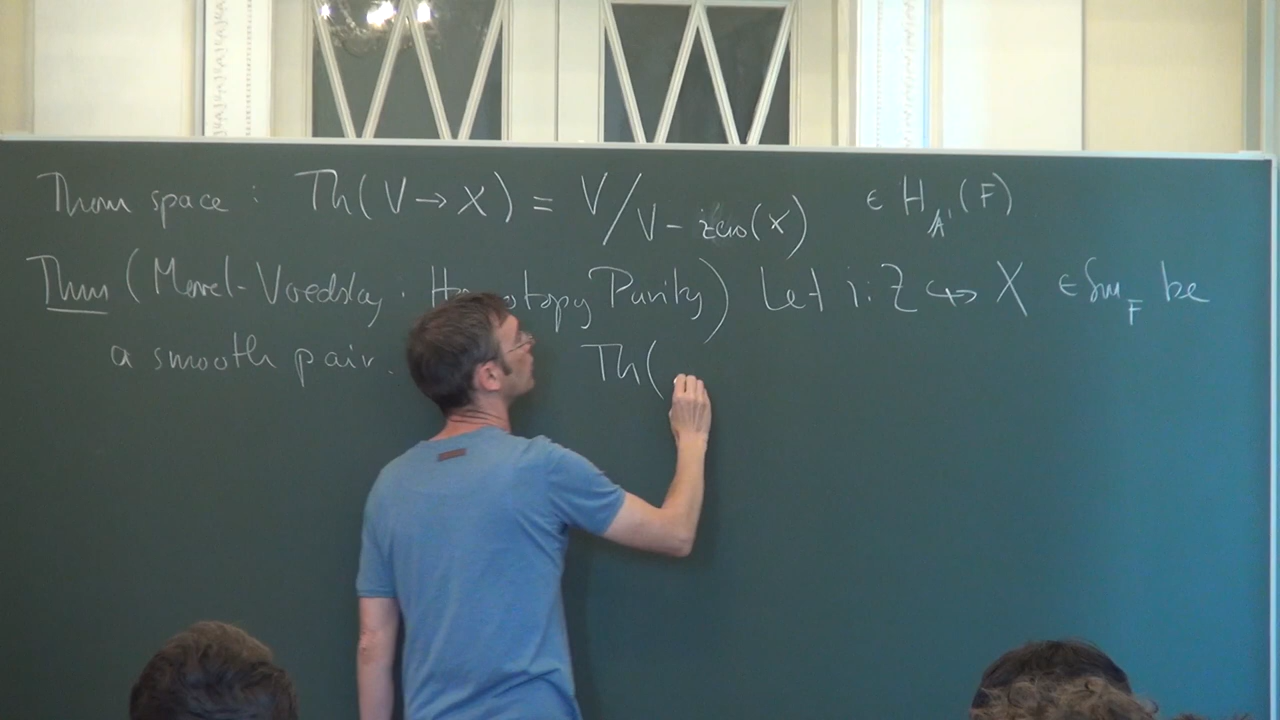 Thom space : Th(V → X) = V/V - zero(X) ∈ H_A¹(F)
Thm (Morel-Voevodsky. Homotopy Purity) Let i: Z ↪ X ∈ Sm_F be
a smooth pair. Th(